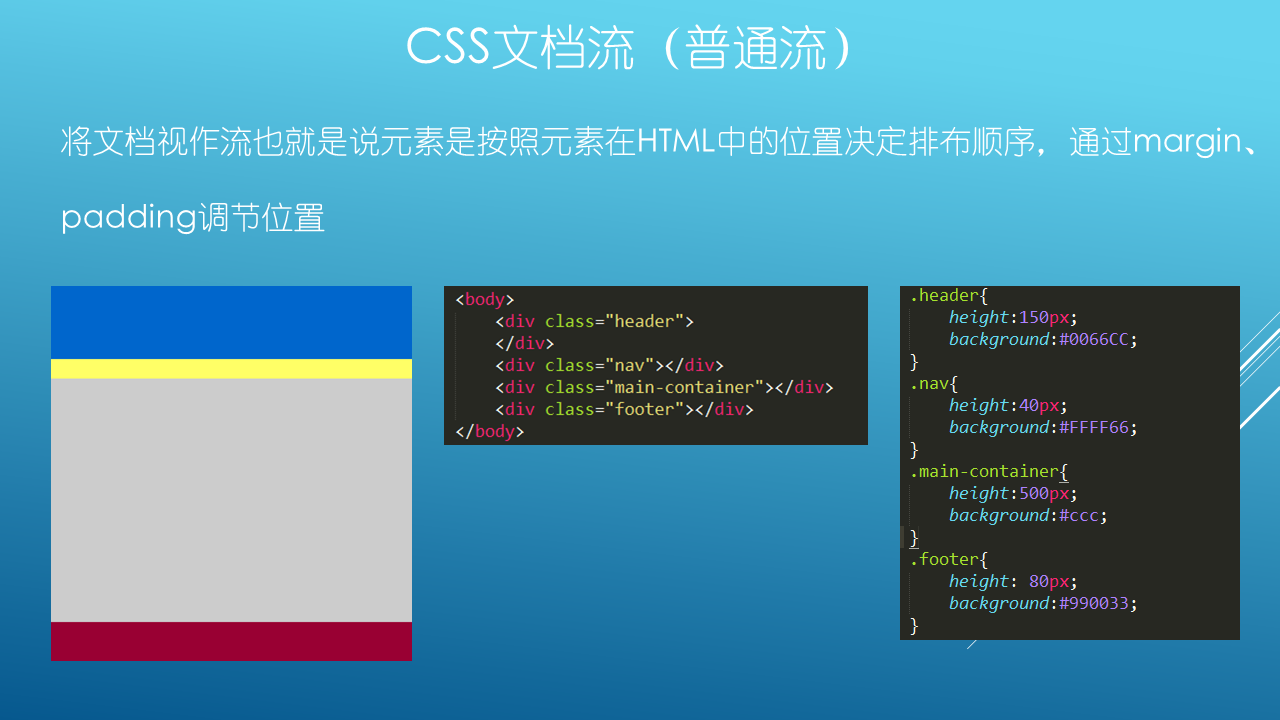 CSS文档流（普通流）
将文档视作流也就是说元素是按照元素在HTML中的位置决定排布顺序，通过margin、
padding调节位置
<body>
    <div class="header">
    </div>
    <div class="nav"></div>
    <div class="main-container"></div>
    <div class="footer"></div>
</body>
.header{
    height:150px;
    background:#0066CC;
}
.nav{
    height:40px;
    background:#FFFF66;
}
.main-container{
    height:500px;
    background:#ccc;
}
.footer{
    height: 80px;
    background:#990033;
}